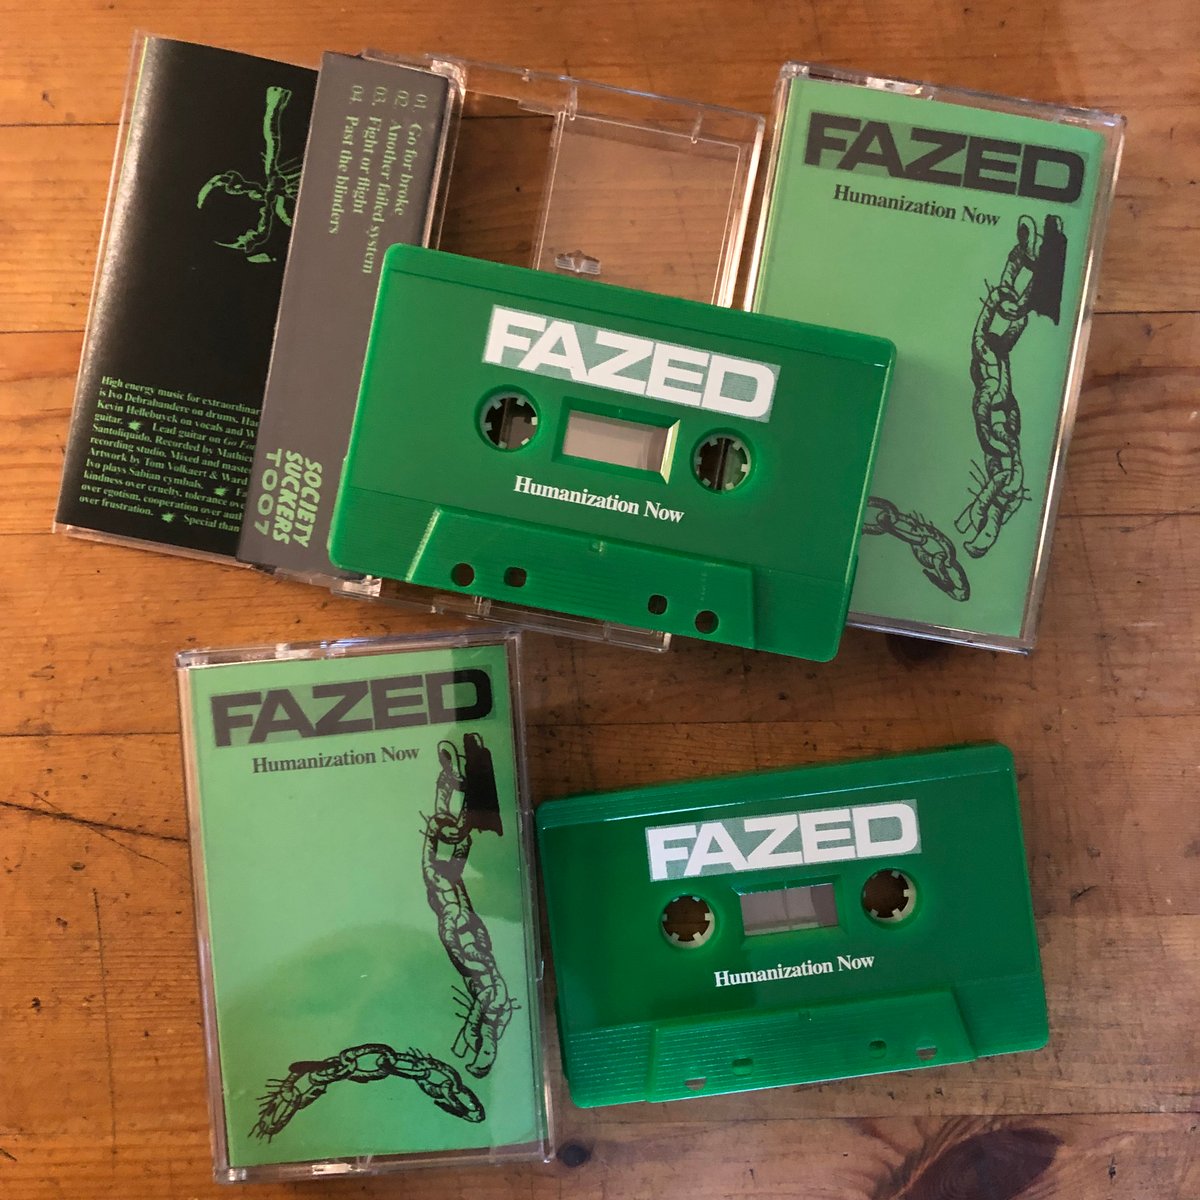 01. Go for broke
02. Another failed system
03. Fight or flight
04. Past the blinders
SOCIETY
SUCKERS
T007
High energy music for extraordinar
is Ivo Debrabandere on drums, Ha
Kevin Hellebuyck on vocals and W
guitar. Lead guitar on Go For
Santoliquido. Recorded by Mathie
recording studio. Mixed and maste
Artwork by Tom Volkaert & Ward
Ivo plays Sabian cymbals. Fa
kindness over cruelty, tolerance ove
over egotism, cooperation over aut
over frustration. Special than
FAZED
Humanization Now
FAZED
Humanization Now
FAZED
Humanization Now
FAZED
Humanization Now